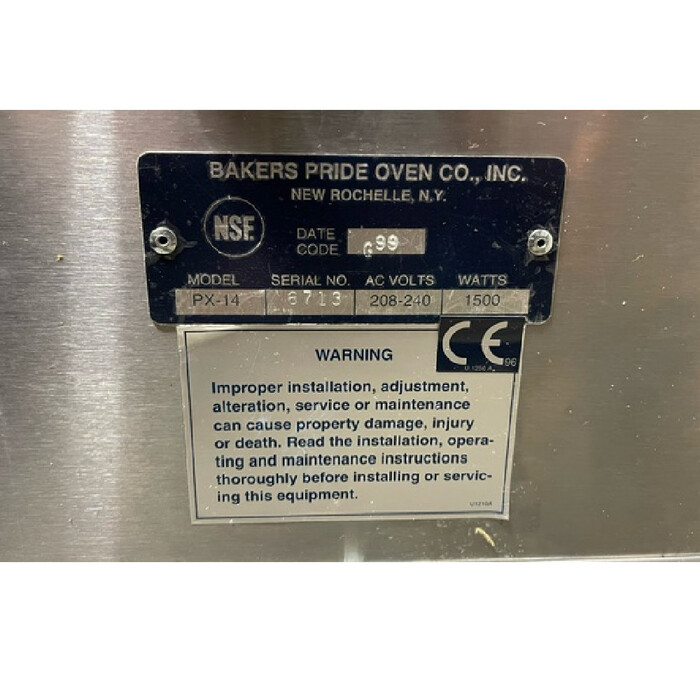 BAKERS PRIDE OVEN CO., INC.
NEW ROCHELLE, N.Y.
NSF
DATE CODE G99
MODEL SERIAL NO. AC VOLTS WATTS
PX-14 6713 208-240 1500
CE 96
WARNING
Improper installation, adjustment,
alteration, service or maintenance
can cause property damage, injury
or death. Read the installation, opera-
ting and maintenance instructions
thoroughly before installing or servic-
ing this equipment.